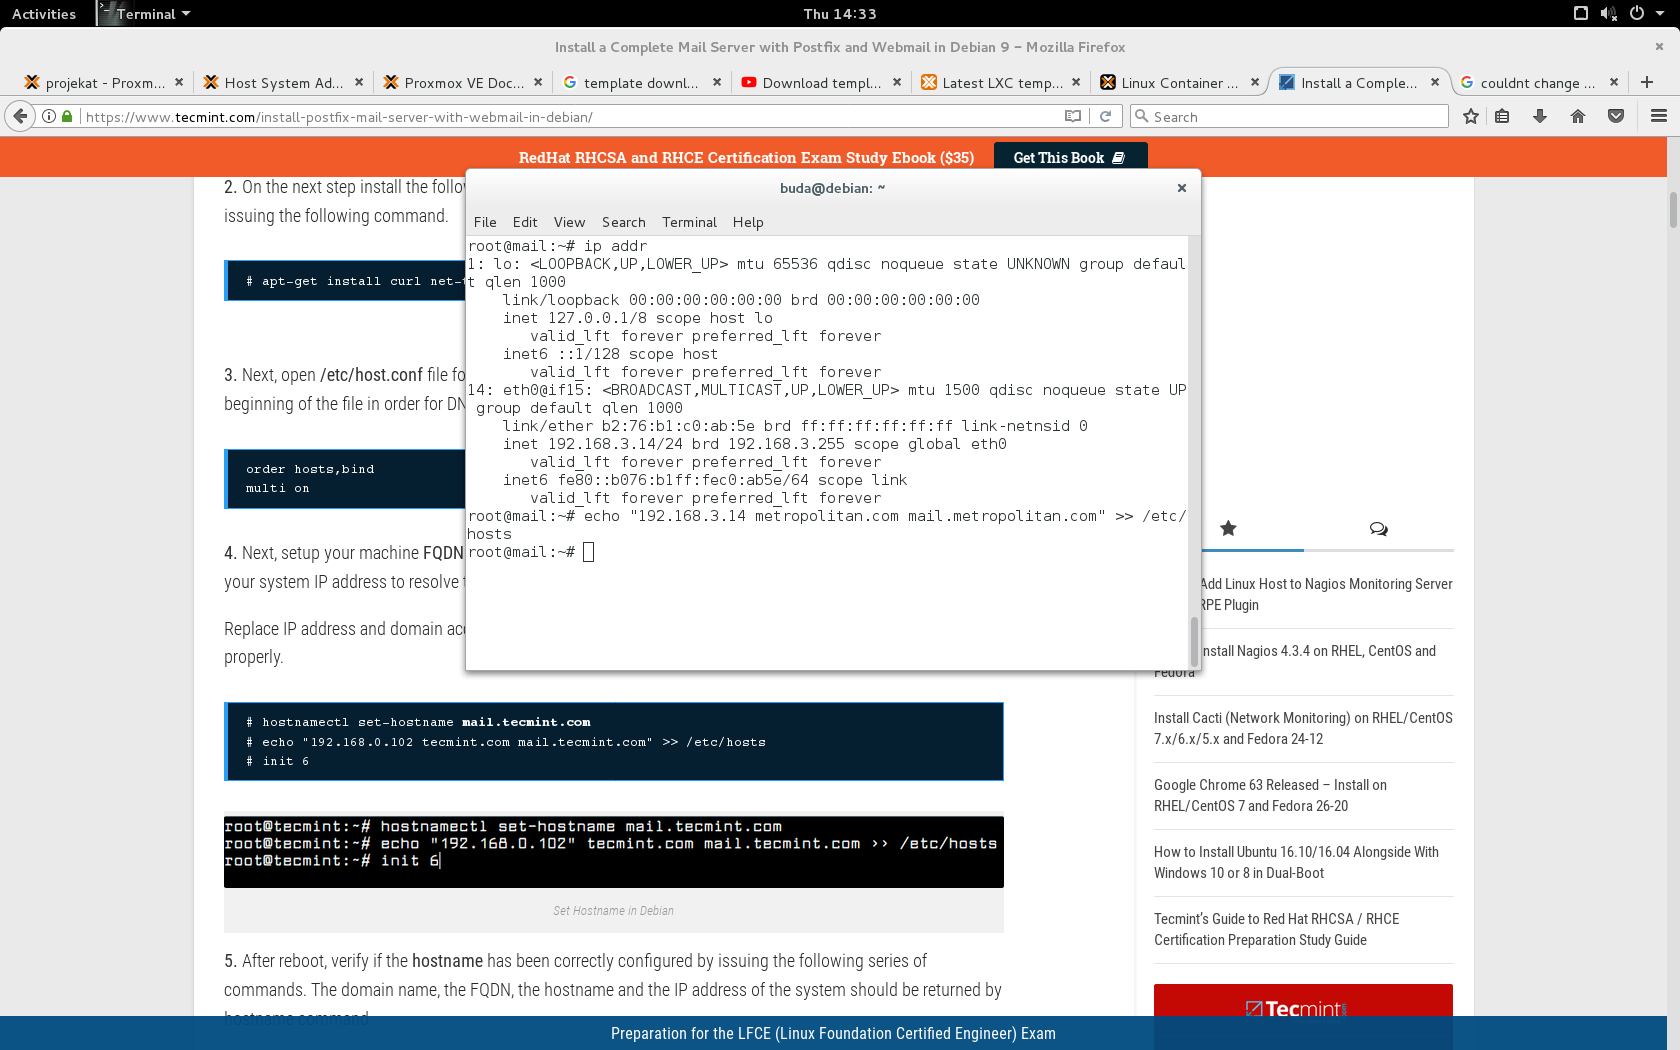 Activities
Terminal
Thu 14:33
Install a Complete Mail Server with Postfix and Webmail in Debian 9 – Mozilla Firefox
projekat - Proxm...
Host System Ad...
Proxmox VE Doc...
template downl...
Download templ...
Latest LXC temp...
Linux Container ...
Install a Comple...
couldnt change ...
https://www.tecmint.com/install-postfix-mail-server-with-webmail-in-debian/
Search
RedHat RHCSA and RHCE Certification Exam Study Ebook ($35)
Get This Book
2. On the next step install the follo
issuing the following command.
# apt-get install curl net-
3. Next, open /etc/host.conf file fo
beginning of the file in order for DN
order hosts,bind
multi on
4. Next, setup your machine FQDN
your system IP address to resolve
Replace IP address and domain acc
properly.
buda@debian: ~
File Edit View Search Terminal Help
root@mail:~# ip addr
1: lo: <LOOPBACK,UP,LOWER_UP> mtu 65536 qdisc noqueue state UNKNOWN group defaul
t qlen 1000
link/loopback 00:00:00:00:00:00 brd 00:00:00:00:00:00
inet 127.0.0.1/8 scope host lo
valid_lft forever preferred_lft forever
inet6 ::1/128 scope host
valid_lft forever preferred_lft forever
14: eth0@if15: <BROADCAST,MULTICAST,UP,LOWER_UP> mtu 1500 qdisc noqueue state UP
group default qlen 1000
link/ether b2:76:b1:c0:ab:5e brd ff:ff:ff:ff:ff:ff link-netnsid 0
inet 192.168.3.14/24 brd 192.168.3.255 scope global eth0
valid_lft forever preferred_lft forever
inet6 fe80::b076:b1ff:fec0:ab5e/64 scope link
valid_lft forever preferred_lft forever
root@mail:~# echo "192.168.3.14 metropolitan.com mail.metropolitan.com" >> /etc/
hosts
root@mail:~#
# hostnamectl set-hostname mail.tecmint.com
# echo "192.168.0.102 tecmint.com mail.tecmint.com" >> /etc/hosts
# init 6
root@tecmint:~# hostnamectl set-hostname mail.tecmint.com
root@tecmint:~# echo "192.168.0.102" tecmint.com mail.tecmint.com >> /etc/hosts
root@tecmint:~# init 6
Set Hostname in Debian
5. After reboot, verify if the hostname has been correctly configured by issuing the following series of
commands. The domain name, the FQDN, the hostname and the IP address of the system should be returned by
hostname command
Add Linux Host to Nagios Monitoring Server
RPE Plugin
nstall Nagios 4.3.4 on RHEL, CentOS and
Fedora
Install Cacti (Network Monitoring) on RHEL/CentOS
7.x/6.x/5.x and Fedora 24-12
Google Chrome 63 Released – Install on
RHEL/CentOS 7 and Fedora 26-20
How to Install Ubuntu 16.10/16.04 Alongside With
Windows 10 or 8 in Dual-Boot
Tecmint's Guide to Red Hat RHCSA / RHCE
Certification Preparation Study Guide
Tecmint
Preparation for the LFCE (Linux Foundation Certified Engineer) Exam